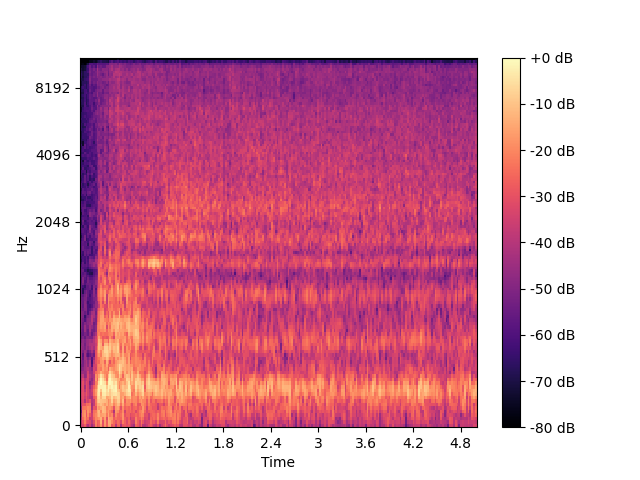 8192
4096
2048
1024
512
0
Hz
0 0.6 1.2 1.8 2.4 3 3.6 4.2 4.8
Time
+0 dB
-10 dB
-20 dB
-30 dB
-40 dB
-50 dB
-60 dB
-70 dB
-80 dB